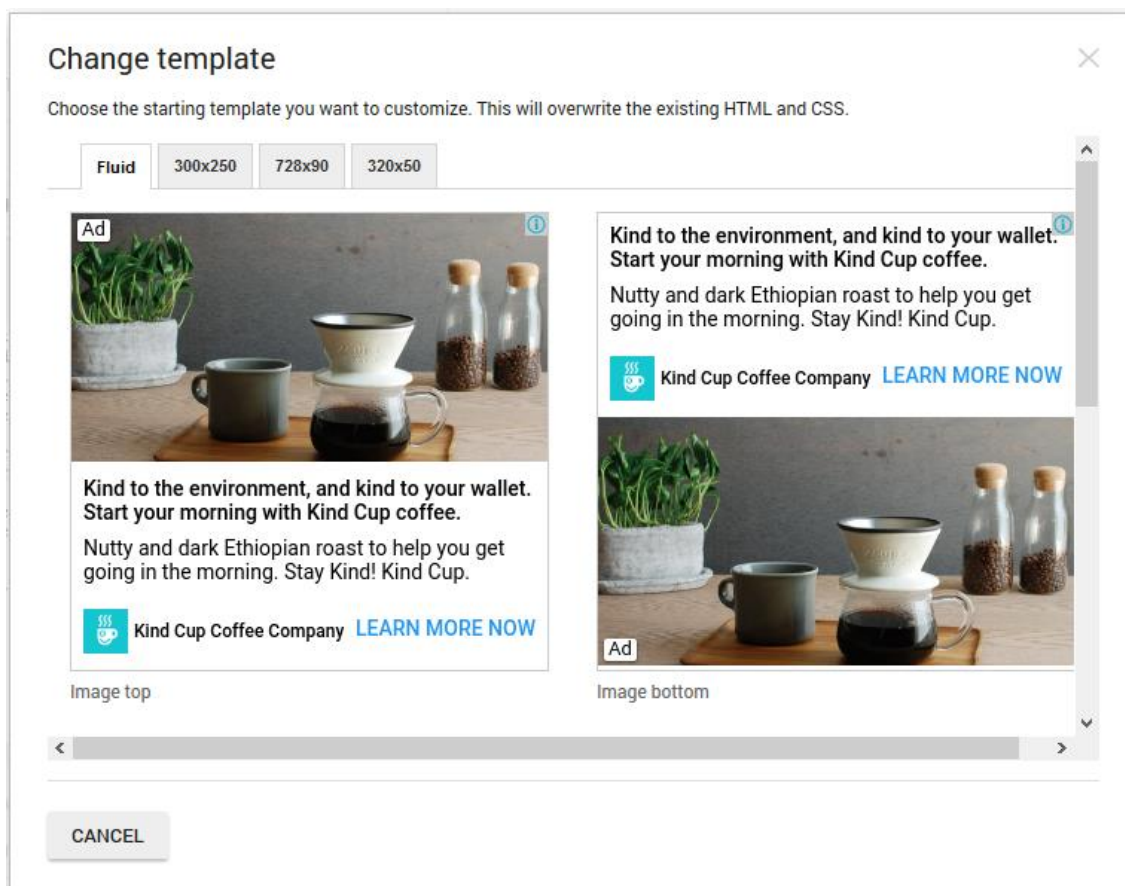 Change template
Choose the starting template you want to customize. This will overwrite the existing HTML and CSS.
Fluid
300x250
728x90
320x50
Ad
Kind to the environment, and kind to your wallet.
Start your morning with Kind Cup coffee.
Nutty and dark Ethiopian roast to help you get
going in the morning. Stay Kind! Kind Cup.
Kind Cup Coffee Company LEARN MORE NOW
Image top
Kind to the environment, and kind to your wallet.
Start your morning with Kind Cup coffee.
Nutty and dark Ethiopian roast to help you get
going in the morning. Stay Kind! Kind Cup.
Kind Cup Coffee Company LEARN MORE NOW
Ad
Image bottom
CANCEL